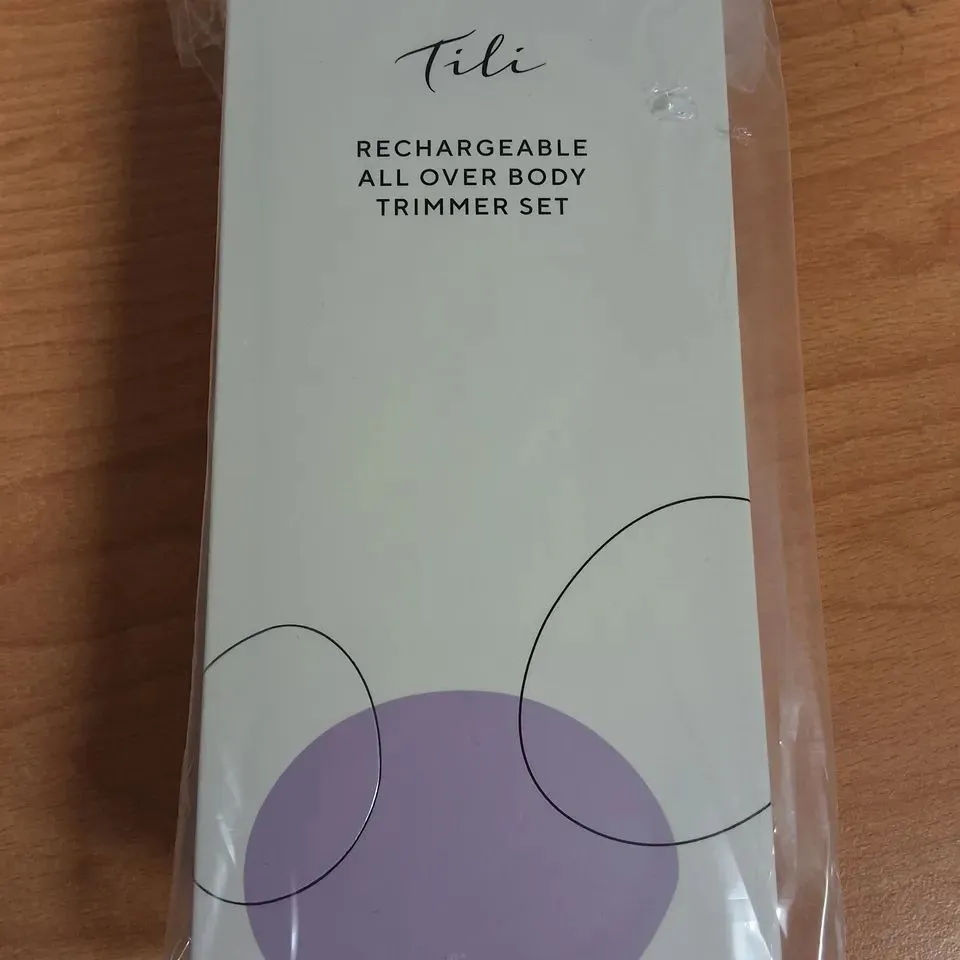 Tili
RECHARGEABLE
ALL OVER BODY
TRIMMER SET